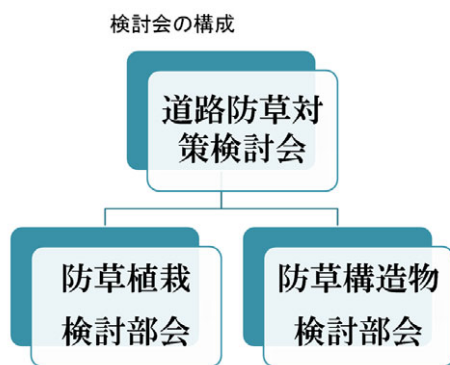 検討会の構成
道路防草対
策検討会
防草植栽
検討部会
防草構造物
検討部会